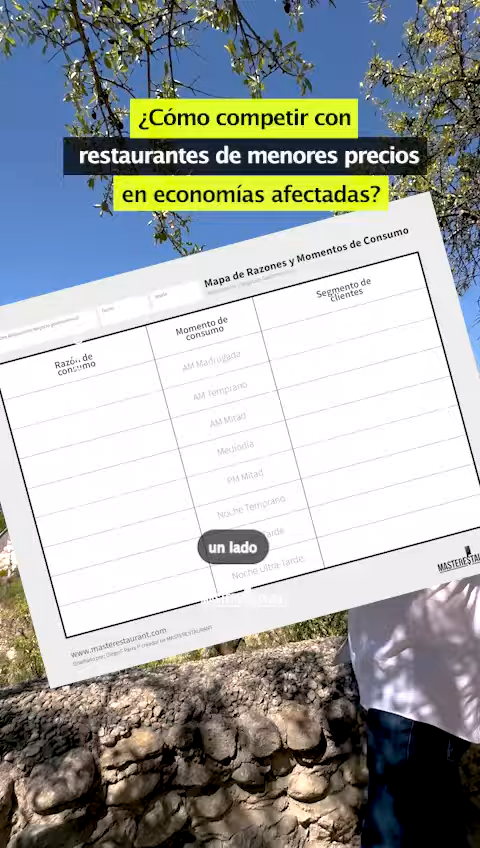 ¿Cómo competir con
restaurantes de menores precios
en economías afectadas?
Mapa de Razones y Momentos de Consumo
Razón de
consumo
Momento de
consumo
Segmento de
Clientes
AM Madrugada
AM Temprano
AM Mitad
Mediodía
PM Mitad
Noche Temprano
Tarde
Noche Ultra Tarde
un lado
www.masterestaurant.com
MASTERESTAURANT